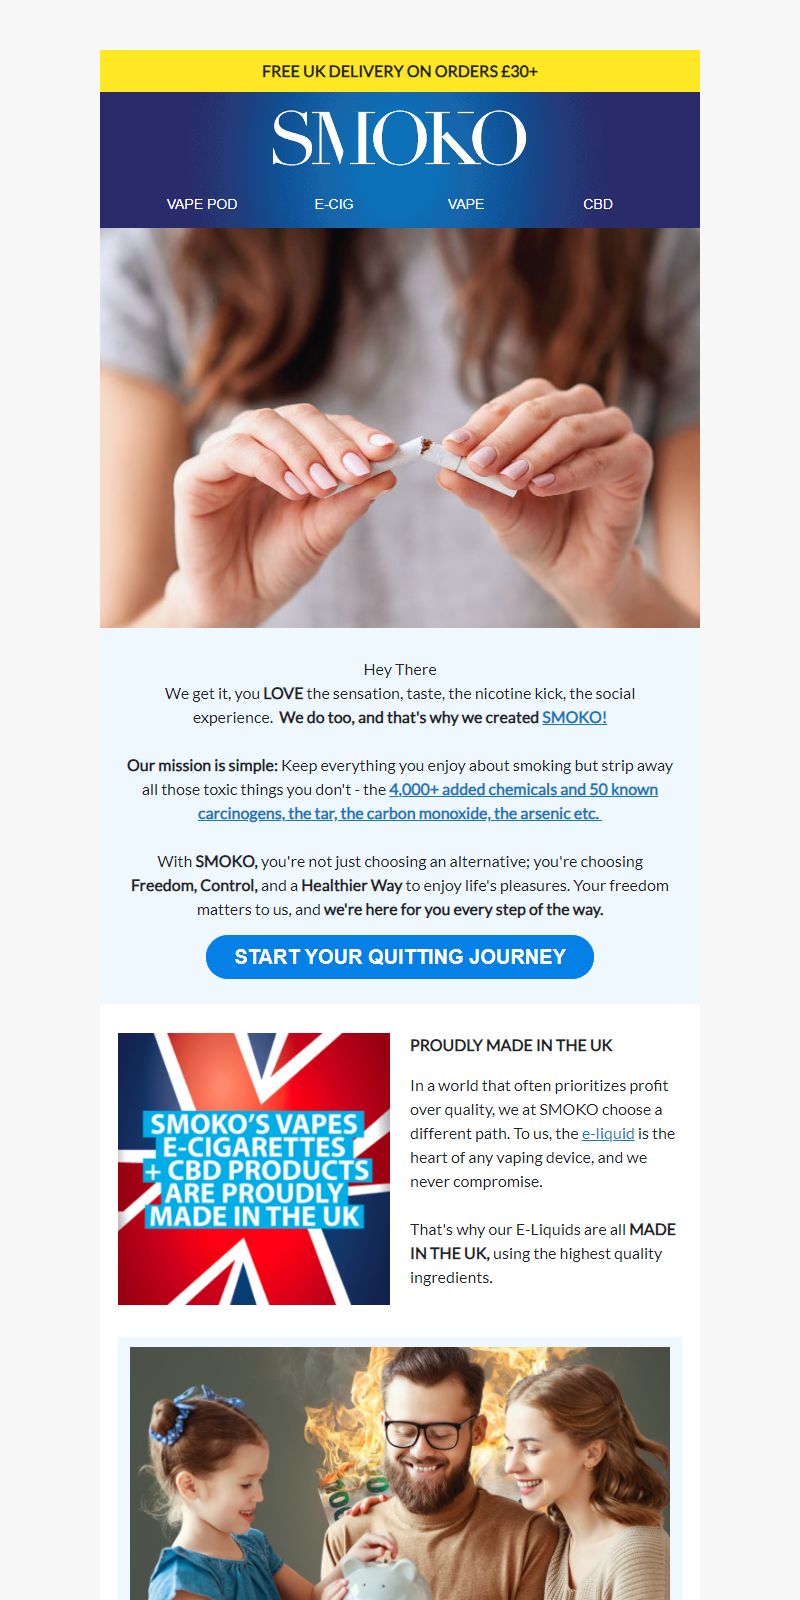 FREE UK DELIVERY ON ORDERS £30+
SMOKO
VAPE POD E-CIG VAPE CBD
Hey There
We get it, you LOVE the sensation, taste, the nicotine kick, the social
experience. We do too, and that's why we created SMOKO!
Our mission is simple: Keep everything you enjoy about smoking but strip away
all those toxic things you don't - the 4,000+ added chemicals and 50 known
carcinogens, the tar, the carbon monoxide, the arsenic etc.
With SMOKO, you're not just choosing an alternative; you're choosing
Freedom, Control, and a Healthier Way to enjoy life's pleasures. Your freedom
matters to us, and we're here for you every step of the way.
START YOUR QUITTING JOURNEY
SMOKO'S VAPES
E-CIGARETTES
+ CBD PRODUCTS
ARE PROUDLY
MADE IN THE UK
PROUDLY MADE IN THE UK
In a world that often prioritizes profit
over quality, we at SMOKO choose a
different path. To us, the e-liquid is the
heart of any vaping device, and we
never compromise.
That's why our E-Liquids are all MADE
IN THE UK, using the highest quality
ingredients.
100